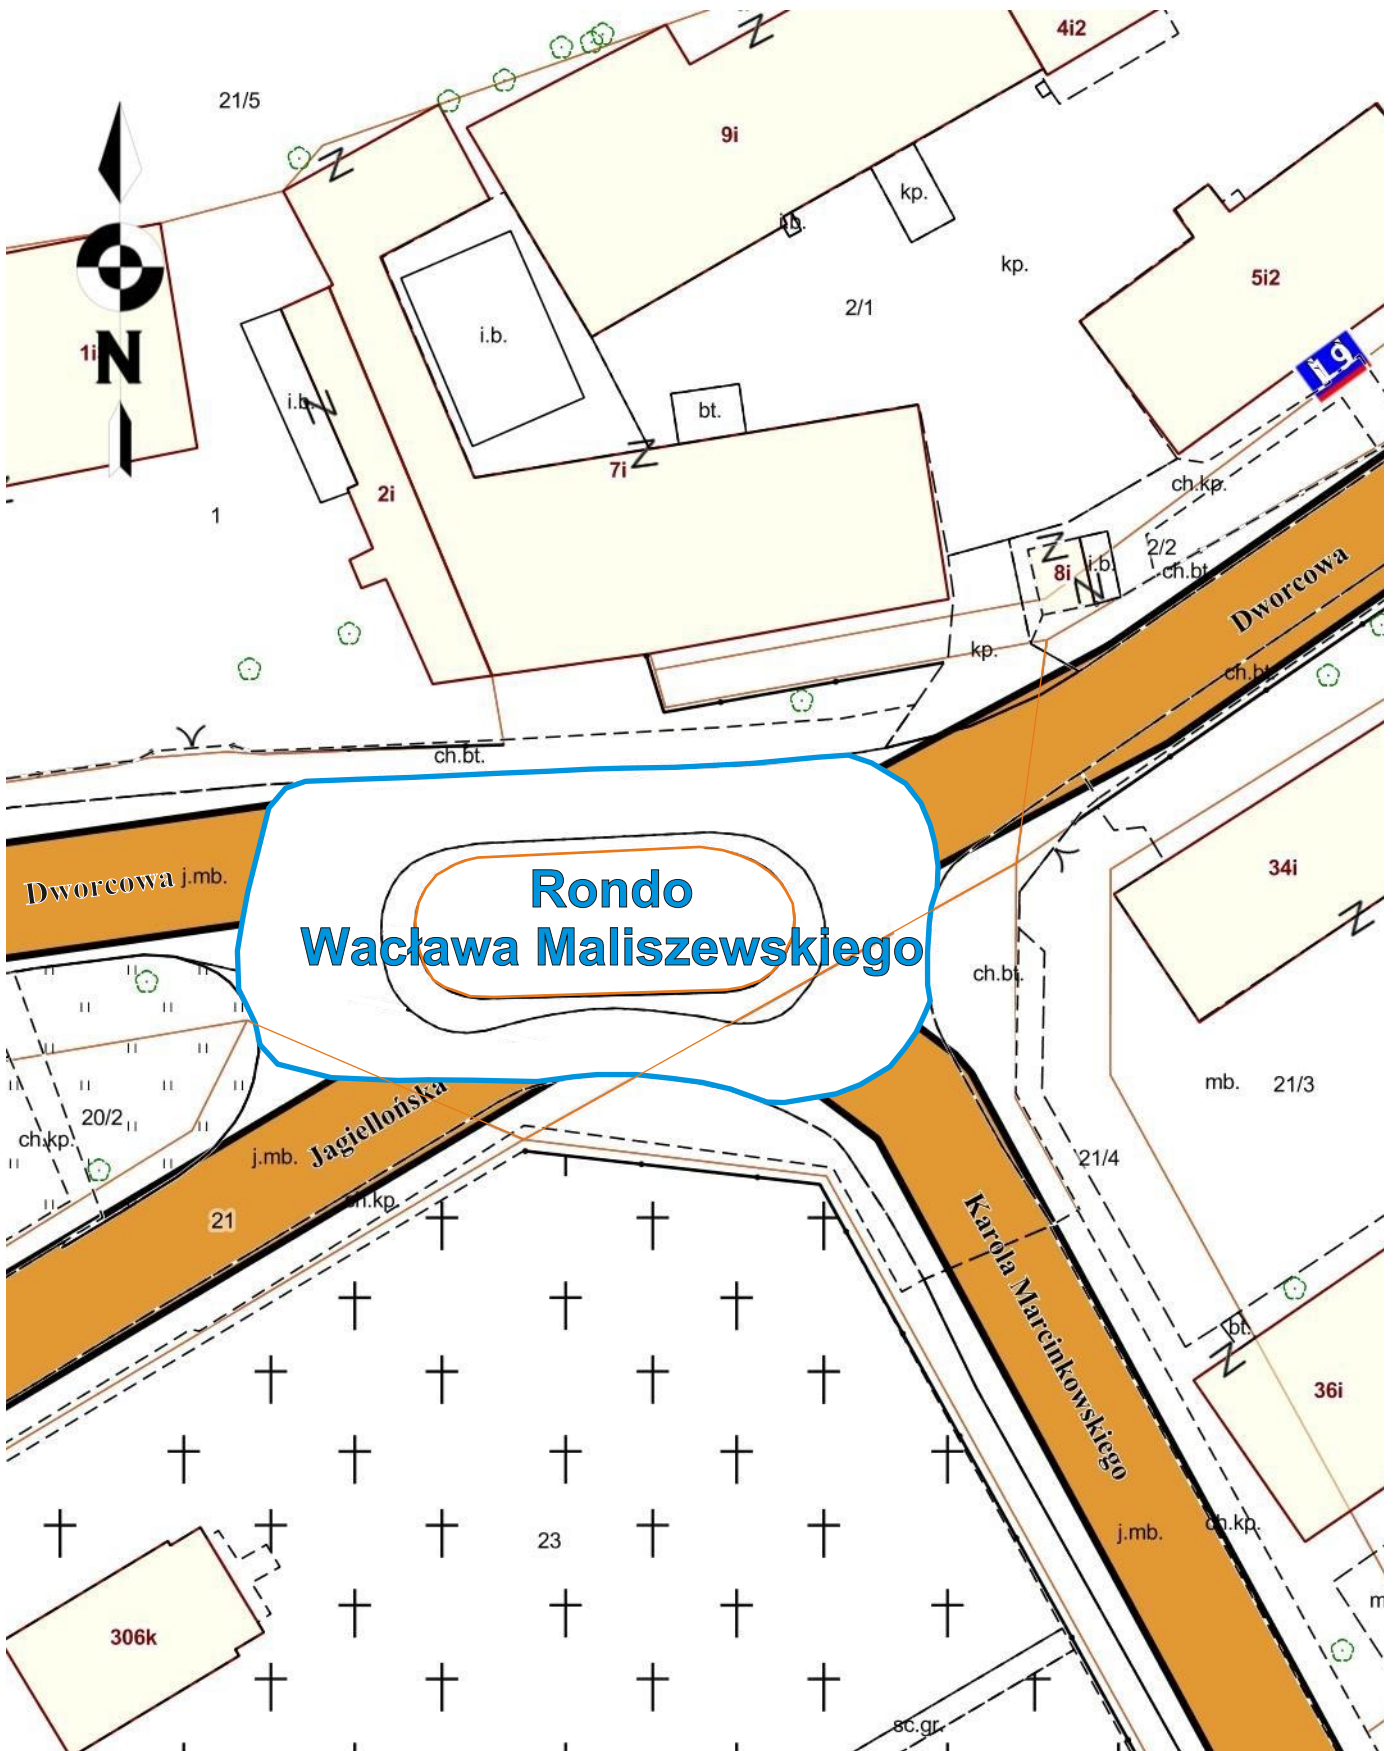 4i2
21/5
9i
kp.
i.b.
kp.
5i2
2/1
i.b.
1i
N
i.b.
bt.
7i
2i
ch.kp.
1
2/2
8i
i.b.
ch.bt.
Dworcowa
kp.
ch.bt.
ch.bt.
Rondo
Wacława Maliszewskiego
Dworcowa
j.mb.
34i
ch.bt.
mb.
21/3
20/2
ch.kp.
j.mb.
Jagiellońska
21/4
ch.kp.
21
Karola Marcinkowskiego
bt.
36i
j.mb.
ch.kp.
23
306k
sc.gr.